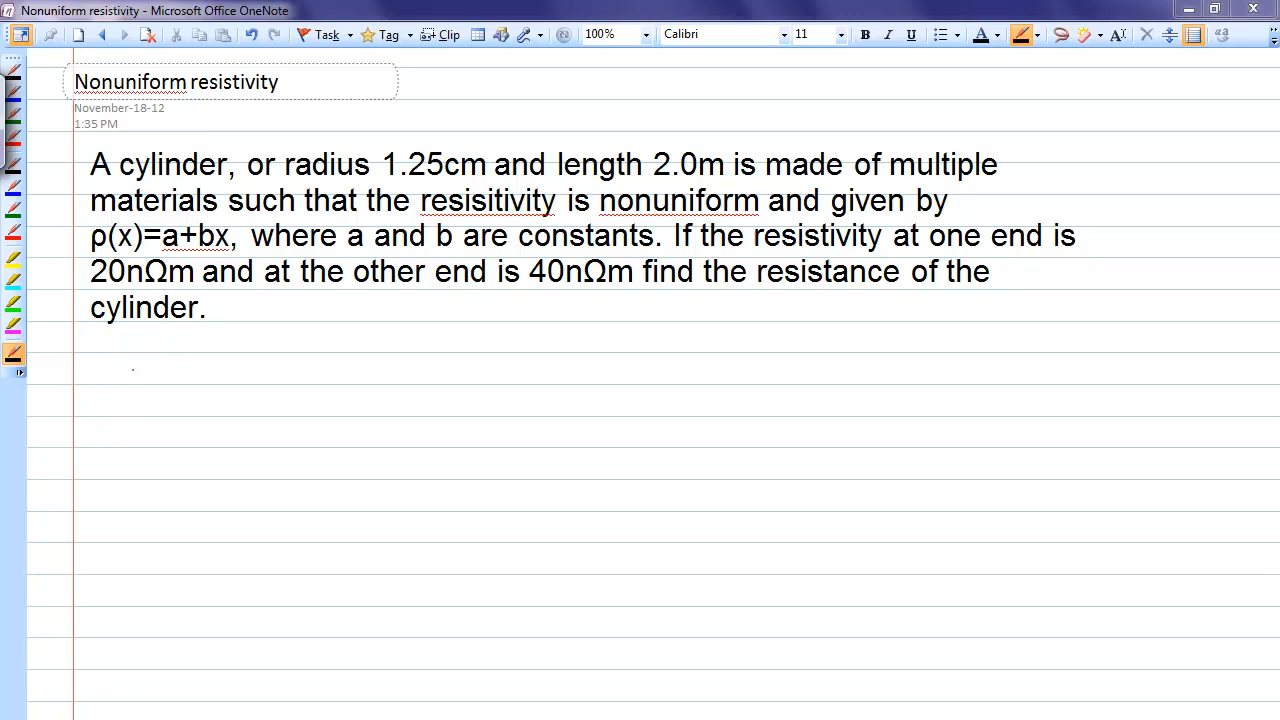 Nonuniform resistivity - Microsoft Office OneNote
Task Tag Clip 100% Calibri 11 B I U A A
Nonuniform resistivity
November-18-12
1:35 PM
A cylinder, or radius 1.25cm and length 2.0m is made of multiple
materials such that the resisitivity is nonuniform and given by
ρ(x)=a+bx, where a and b are constants. If the resistivity at one end is
20nΩm and at the other end is 40nΩm find the resistance of the
cylinder.